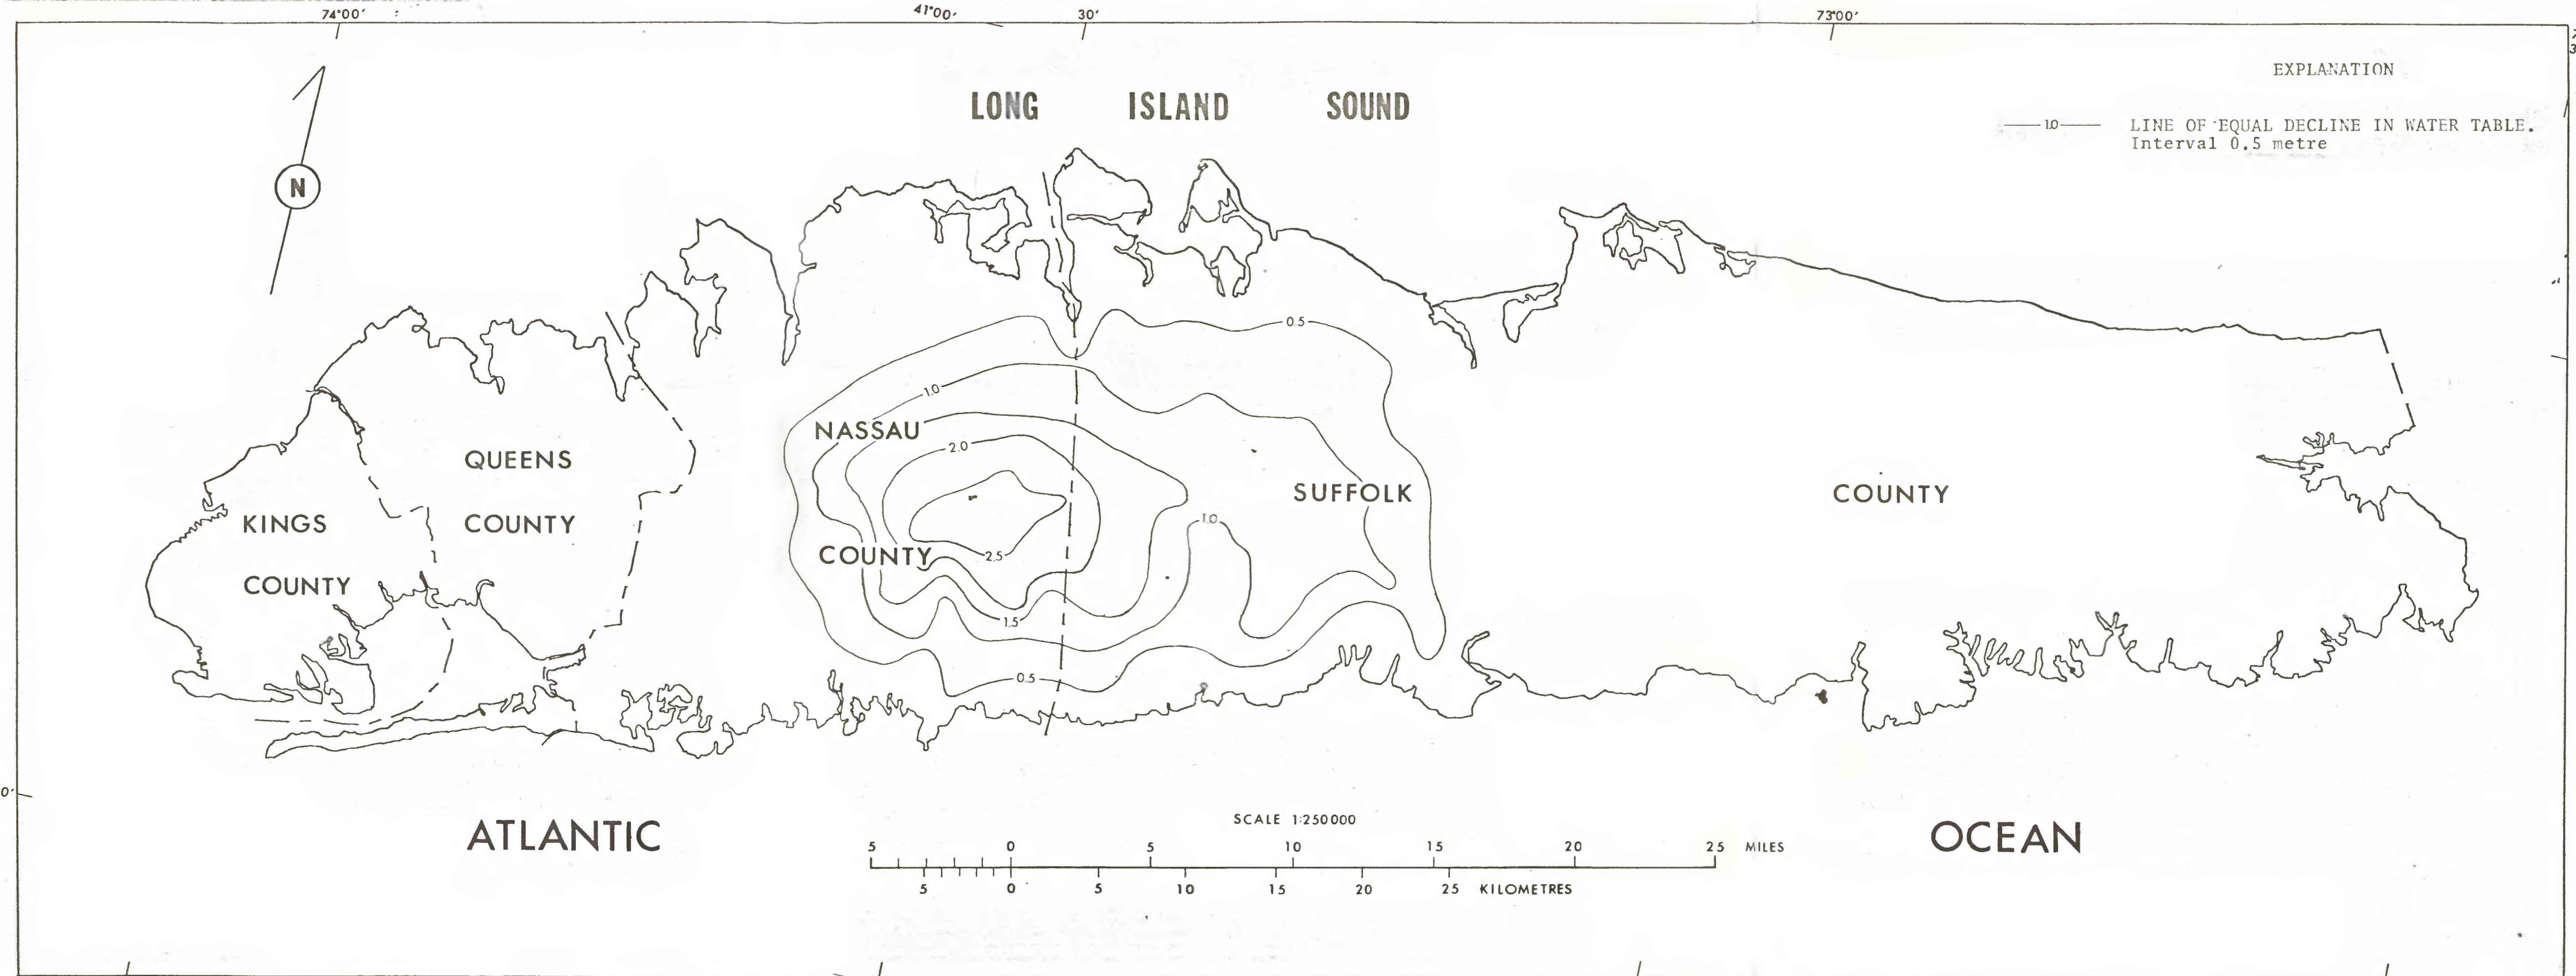 74°00'
41°00'
30'
73°00'
EXPLANATION
LONG ISLAND SOUND
1.0
LINE OF EQUAL DECLINE IN WATER TABLE.
Interval 0.5 metre
N
0.5
1.0
NASSAU
2.0
QUEENS
SUFFOLK
COUNTY
KINGS
COUNTY
1.0
COUNTY
2.5
COUNTY
1.5
0.5
0'
SCALE 1:250000
ATLANTIC
OCEAN
5 0 5 10 15 20 25 MILES
5 0 5 10 15 20 25 KILOMETRES